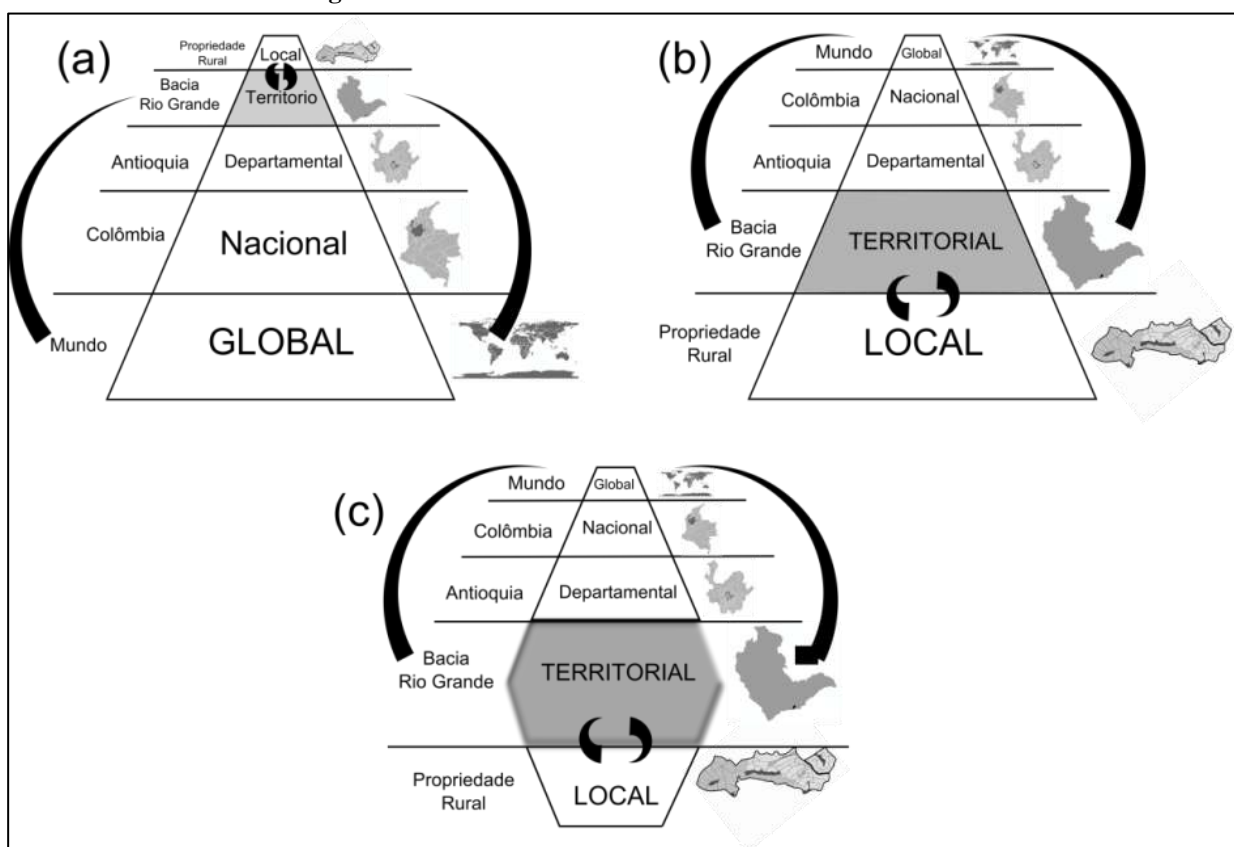 (a)
Propriedade
Rural
Local
Bacia
Rio Grande
Territorio
Antioquia
Departamental
Colômbia
Nacional
Mundo
GLOBAL
(b)
Mundo
Global
Colômbia
Nacional
Antioquia
Departamental
Bacia
Rio Grande
TERRITORIAL
Propriedade
Rural
LOCAL
(c)
Mundo
Global
Colômbia
Nacional
Antioquia
Departamental
Bacia
Rio Grande
TERRITORIAL
Propriedade
Rural
LOCAL